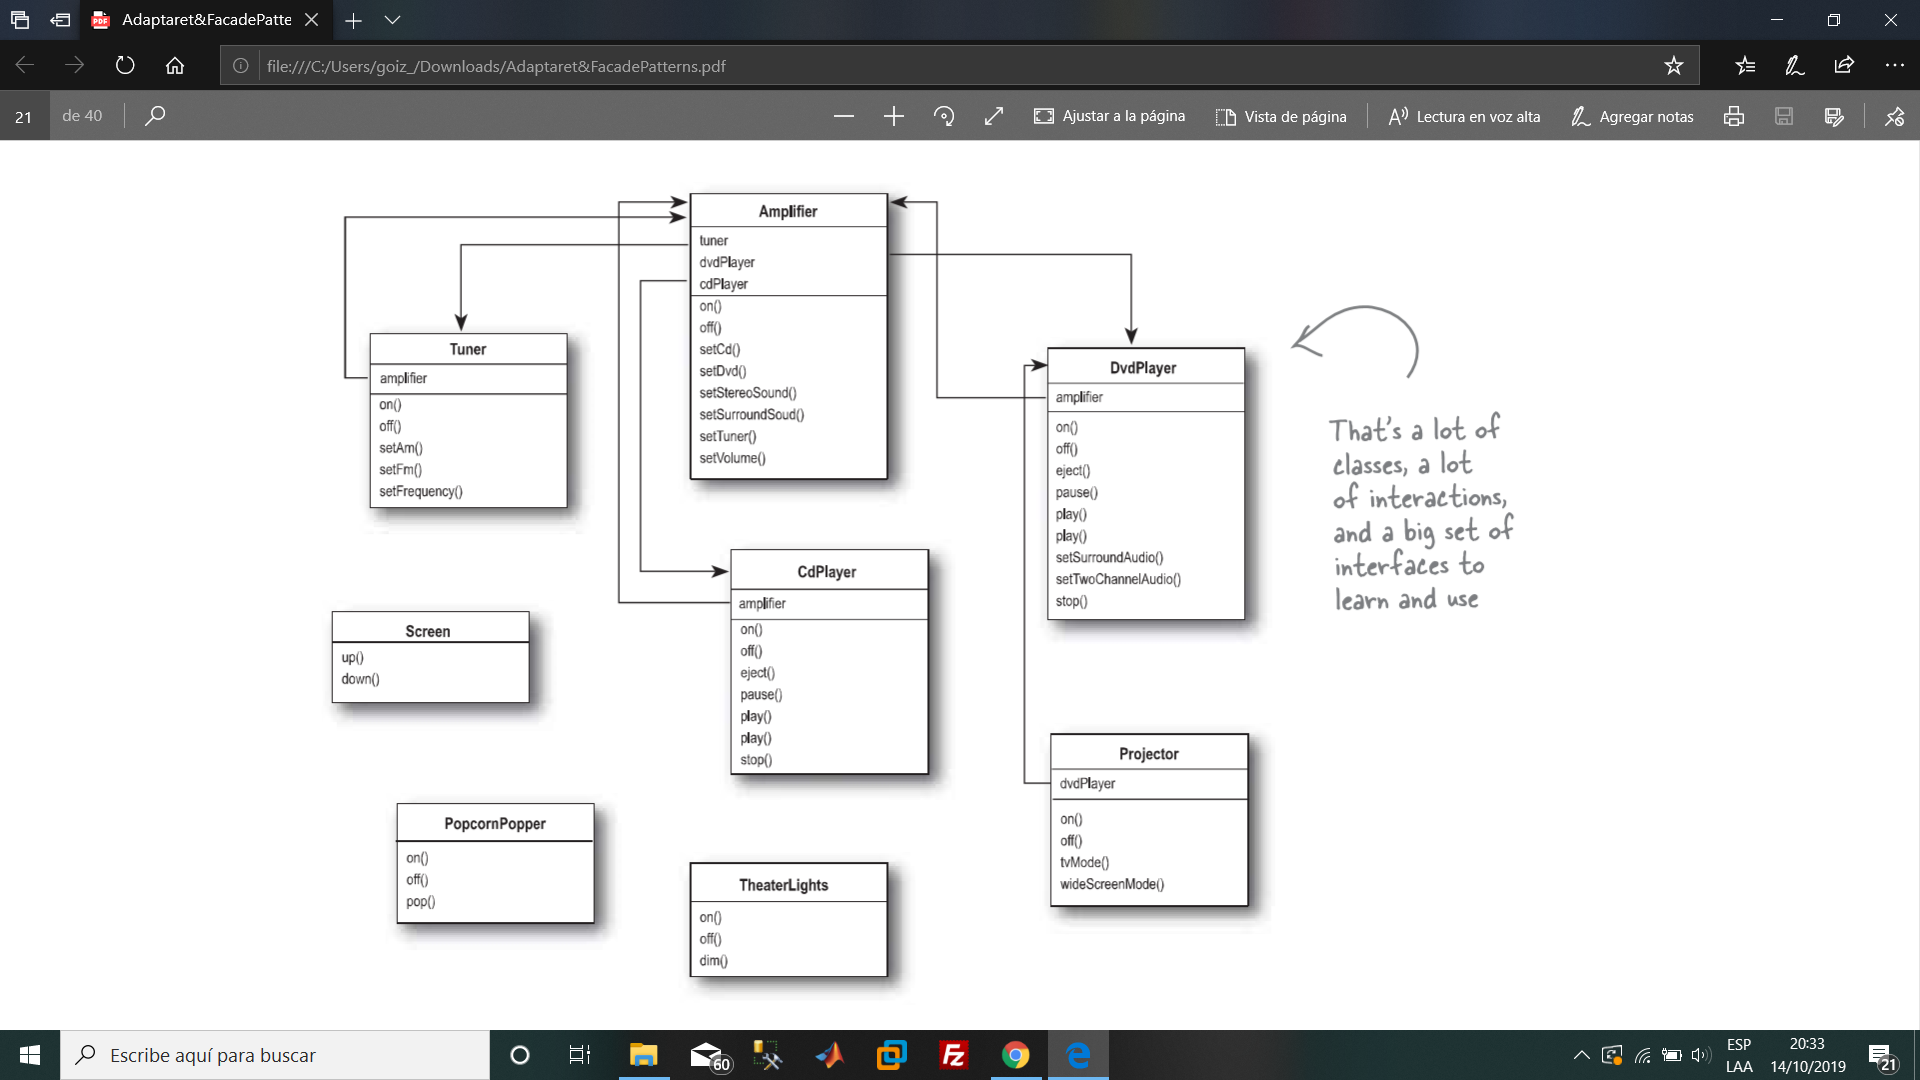 Adaptaret&FacadePatte
file:///C:/Users/goiz_/Downloads/Adaptaret&FacadePatterns.pdf
21 de 40
Ajustar a la página
Vista de página
Lectura en voz alta
Agregar notas
Amplifier
tuner
dvdPlayer
cdPlayer
on()
off()
setCd()
setDvd()
setStereoSound()
setSurroundSoud()
setTuner()
setVolume()
Tuner
amplifier
on()
off()
setAm()
setFm()
setFrequency()
DvdPlayer
amplifier
on()
off()
eject()
pause()
play()
play()
setSurroundAudio()
setTwoChannelAudio()
stop()
That's a lot of
classes, a lot
of interactions,
and a big set of
interfaces to
learn and use
CdPlayer
amplifier
on()
off()
eject()
pause()
play()
play()
stop()
Screen
up()
down()
Projector
dvdPlayer
on()
off()
tvMode()
wideScreenMode()
PopcornPopper
on()
off()
pop()
TheaterLights
on()
off()
dim()
Escribe aquí para buscar
60
ESP
LAA
20:33
14/10/2019
21